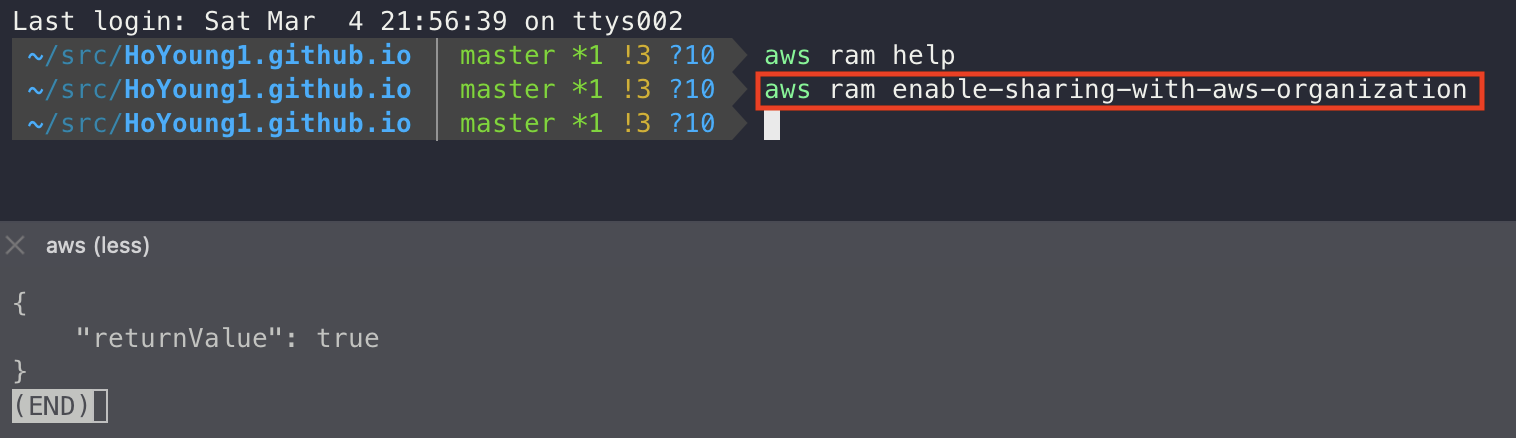 Last login: Sat Mar  4 21:56:39 on ttys002
~/src/HoYoung1.github.io master *1 !3 ?10 aws ram help
~/src/HoYoung1.github.io master *1 !3 ?10 aws ram enable-sharing-with-aws-organization
~/src/HoYoung1.github.io master *1 !3 ?10
aws (less)
{
    "returnValue": true
}
(END)